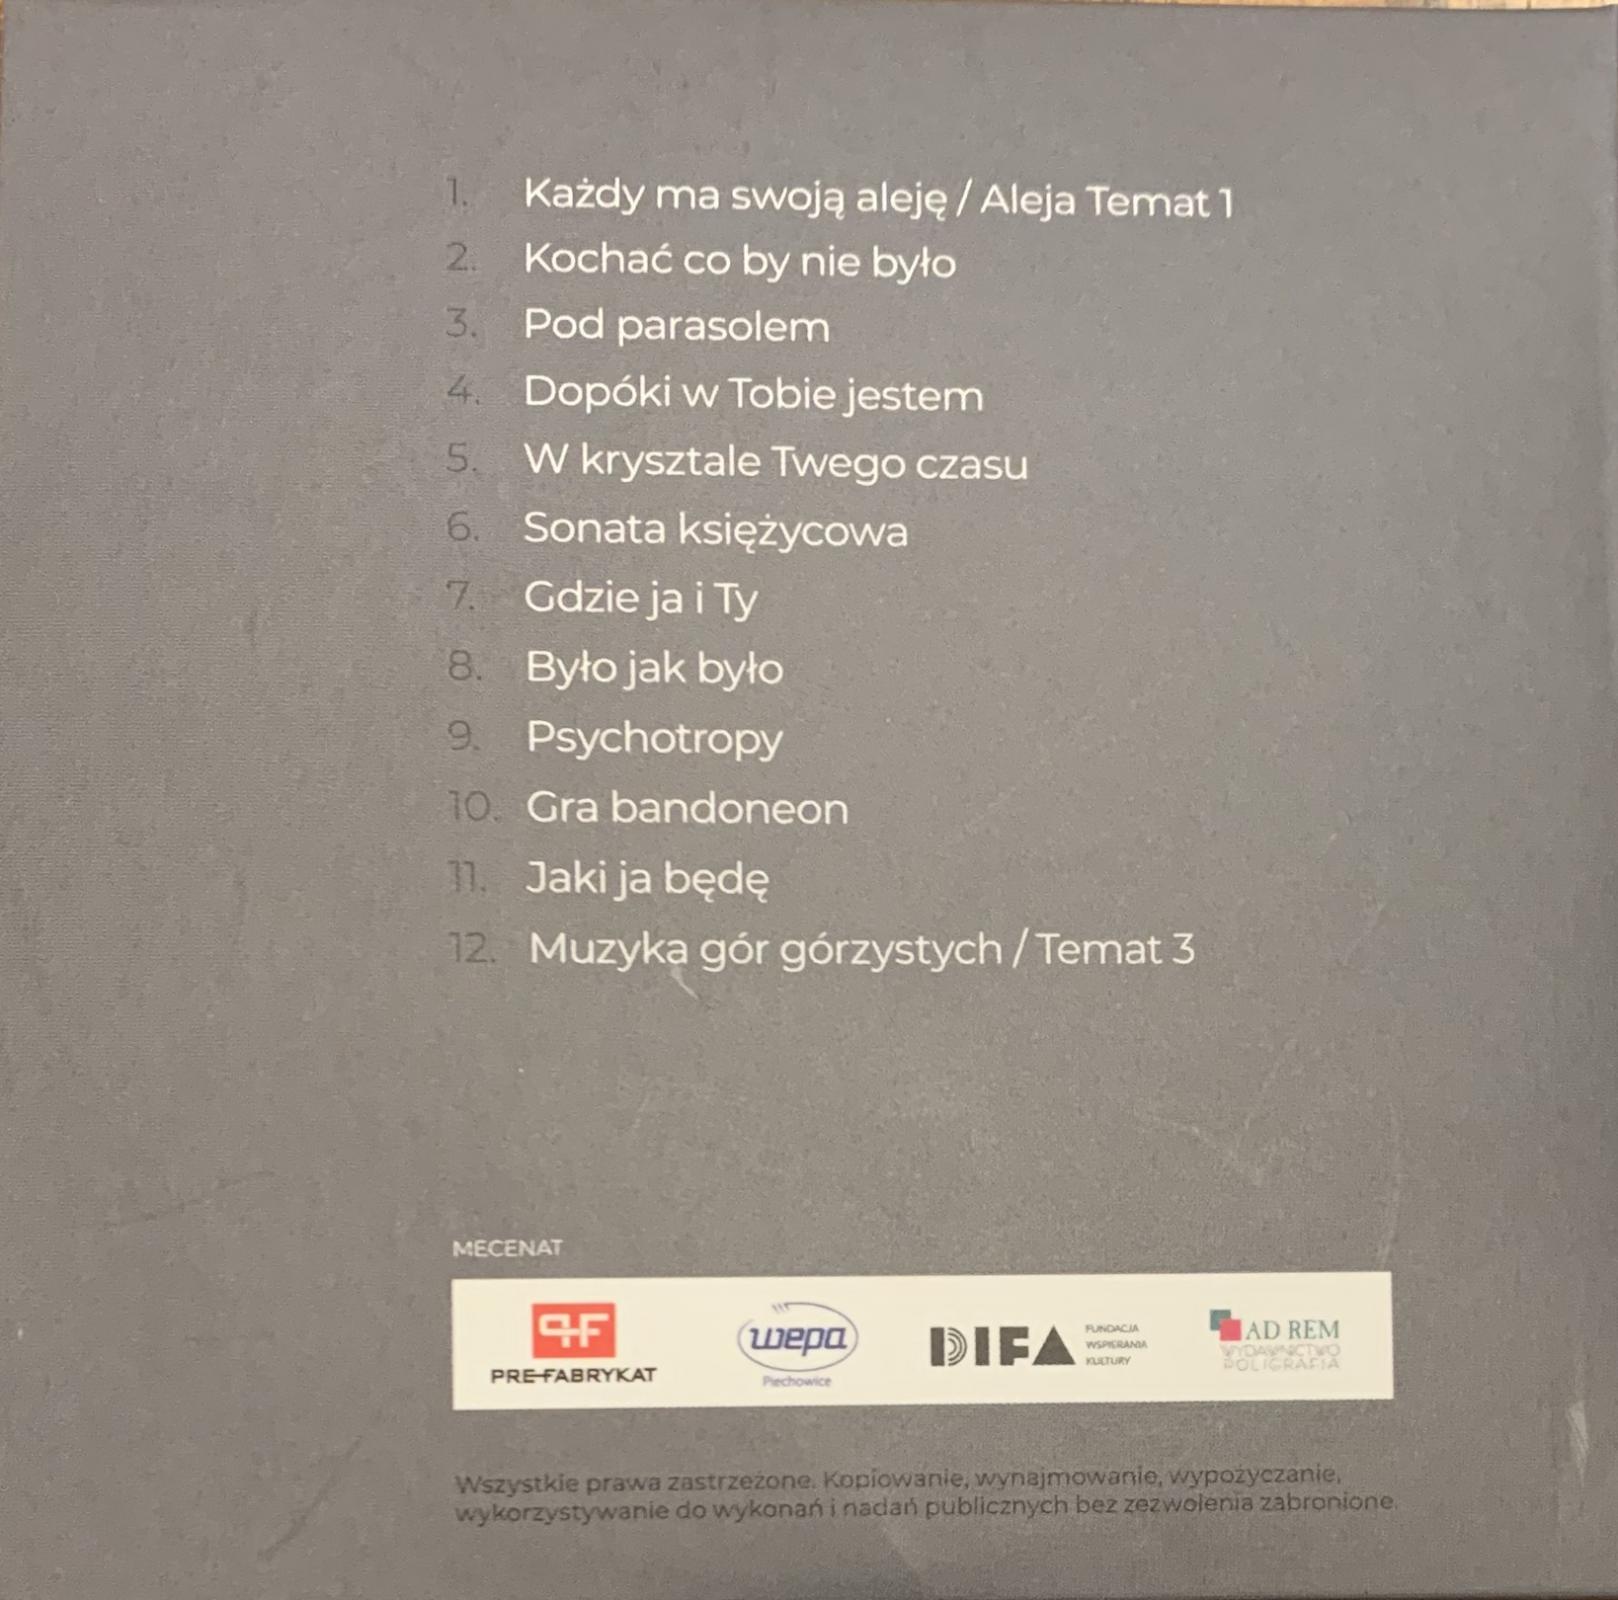 1. Każdy ma swoją aleję / Aleja Temat 1
2. Kochać co by nie było
3. Pod parasolem
4. Dopóki w Tobie jestem
5. W krysztale Twego czasu
6. Sonata księżycowa
7. Gdzie ja i Ty
8. Było jak było
9. Psychotropy
10. Gra bandoneon
11. Jaki ja będę
12. Muzyka gór górzystych / Temat 3
MECENAT
PRE-FABRYKAT
wepa
Piechowice
DIFA
FUNDACJA
WSPIERANIA
KULTURY
AD REM
WYDAWNICTWO
POLIGRAFIA
Wszystkie prawa zastrzeżone. Kopiowanie, wynajmowanie, wypożyczanie,
wykorzystywanie do wykonań i nadań publicznych bez zezwolenia zabronione.